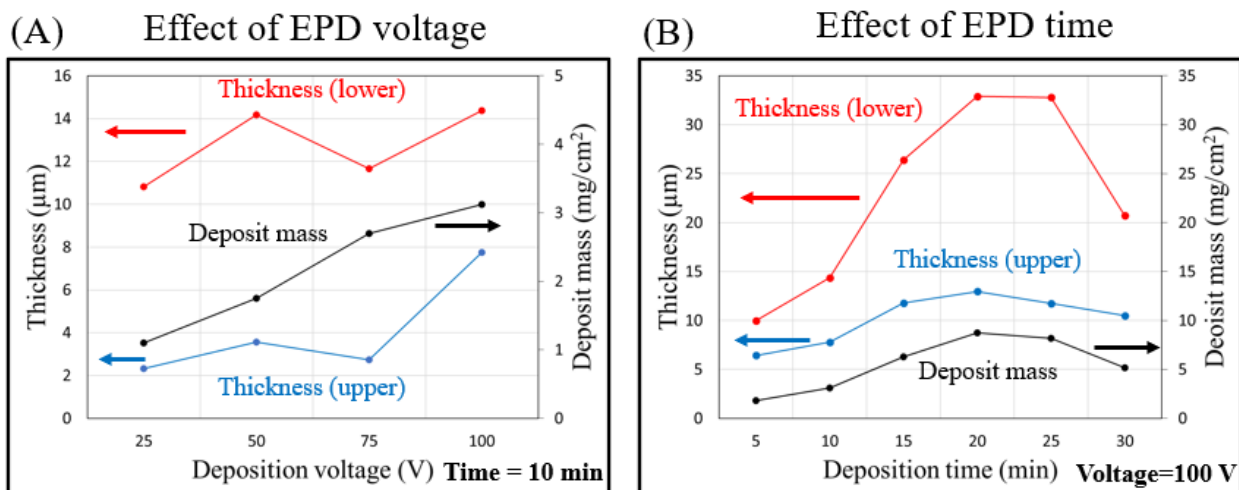 (A) Effect of EPD voltage
16
14
12
10
8
6
4
2
0
Thickness (µm)
5
4
3
2
1
0
Deposit mass (mg/cm²)
Thickness (lower)
Deposit mass
Thickness (upper)
25 50 75 100
Deposition voltage (V) Time = 10 min
(B) Effect of EPD time
35
30
25
20
15
10
5
0
Thickness (µm)
35
30
25
20
15
10
5
0
Deoisit mass (mg/cm²)
Thickness (lower)
Thickness (upper)
Deposit mass
5 10 15 20 25 30
Deposition time (min) Voltage=100 V